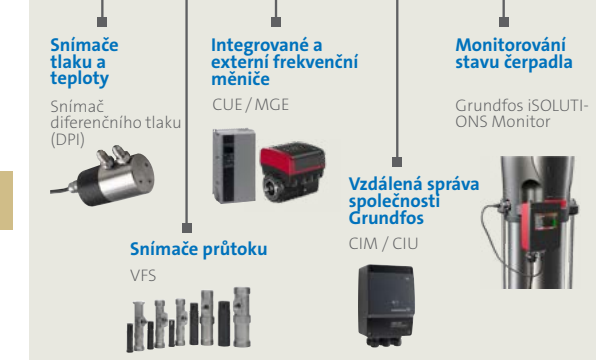 Snímače
tlaku a
teploty
Snímač
diferenčního tlaku
(DPI)
Integrované a
externí frekvenční
měniče
CUE / MGE
Monitorování
stavu čerpadla
Grundfos iSOLUTI-
ONS Monitor
Vzdálená správa
společnosti
Grundfos
CIM / CIU
Snímače průtoku
VFS